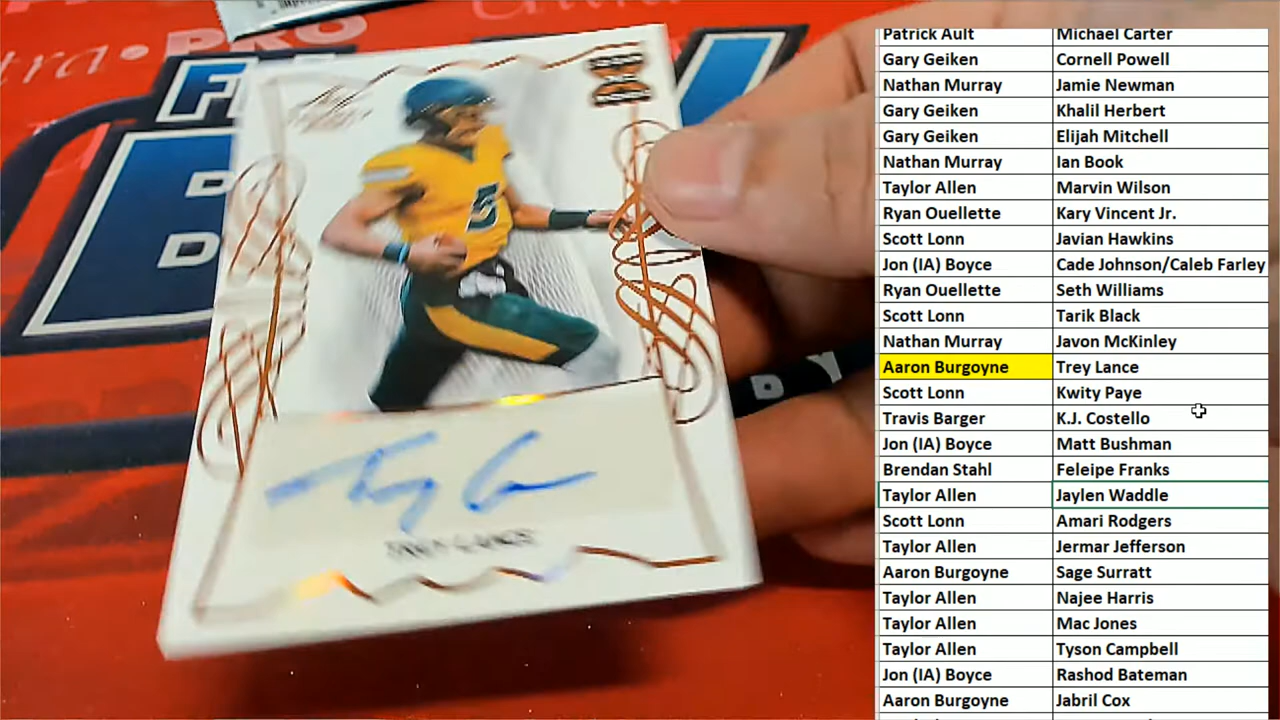 ra • PRO
TREY LANCE
5
D Y
Patrick Ault Michael Carter
Gary Geiken Cornell Powell
Nathan Murray Jamie Newman
Gary Geiken Khalil Herbert
Gary Geiken Elijah Mitchell
Nathan Murray Ian Book
Taylor Allen Marvin Wilson
Ryan Ouellette Kary Vincent Jr.
Scott Lonn Javian Hawkins
Jon (IA) Boyce Cade Johnson/Caleb Farley
Ryan Ouellette Seth Williams
Scott Lonn Tarik Black
Nathan Murray Javon McKinley
Aaron Burgoyne Trey Lance
Scott Lonn Kwity Paye
Travis Barger K.J. Costello
Jon (IA) Boyce Matt Bushman
Brendan Stahl Feleipe Franks
Taylor Allen Jaylen Waddle
Scott Lonn Amari Rodgers
Taylor Allen Jermar Jefferson
Aaron Burgoyne Sage Surratt
Taylor Allen Najee Harris
Taylor Allen Mac Jones
Taylor Allen Tyson Campbell
Jon (IA) Boyce Rashod Bateman
Aaron Burgoyne Jabril Cox